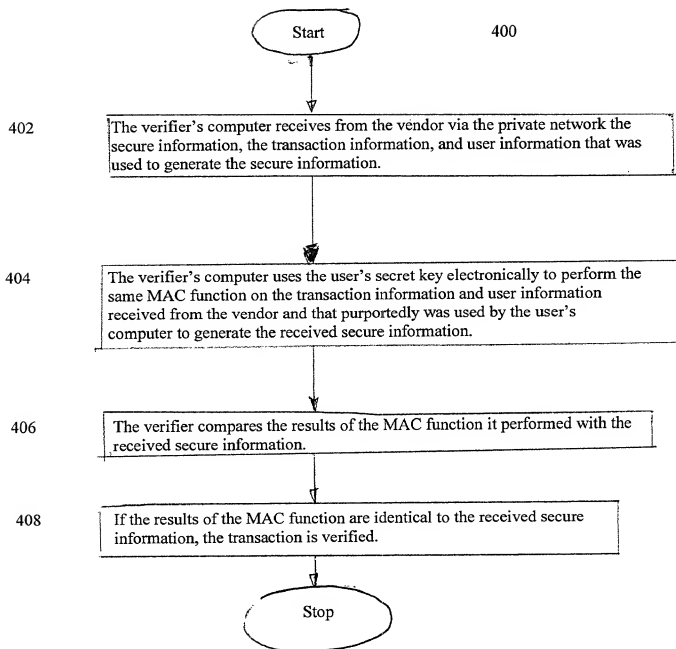 Start
400
402
The verifier's computer receives from the vendor via the private network the
secure information, the transaction information, and user information that was
used to generate the secure information.
404
The verifier's computer uses the user's secret key electronically to perform the
same MAC function on the transaction information and user information
received from the vendor and that purportedly was used by the user's
computer to generate the received secure information.
406
The verifier compares the results of the MAC function it performed with the
received secure information.
408
If the results of the MAC function are identical to the received secure
information, the transaction is verified.
Stop